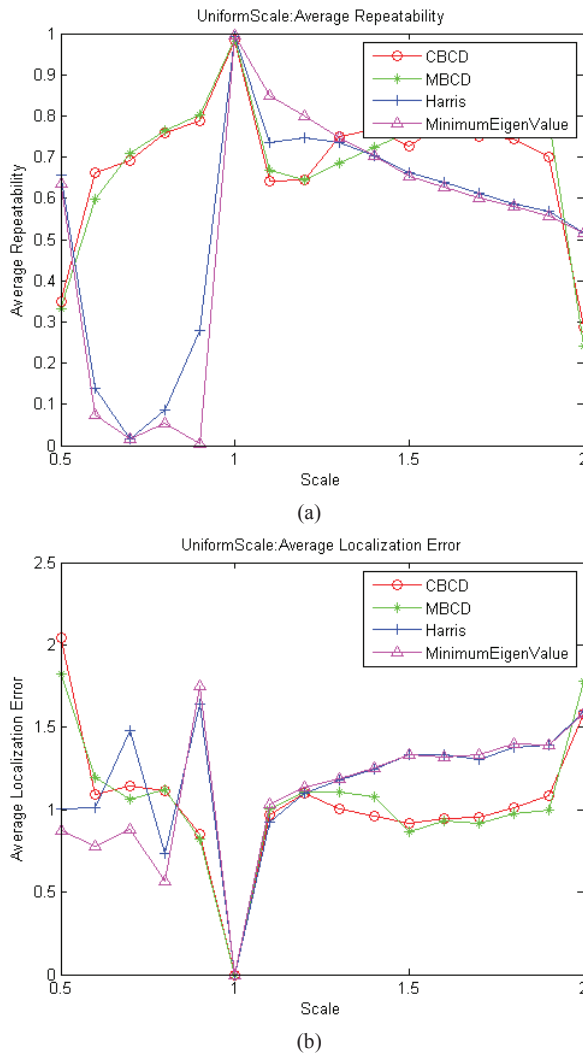 UniformScale:Average Repeatability
1
0.9
0.8
0.7
0.6
0.5
0.4
0.3
0.2
0.1
0
Average Repeatability
CBCD
MBCD
Harris
MinimumEigenValue
0.5 1 1.5 2
Scale
(a)
UniformScale:Average Localization Error
2.5
2
1.5
1
0.5
0
Average Localization Error
CBCD
MBCD
Harris
MinimumEigenValue
0.5 1 1.5 2
Scale
(b)